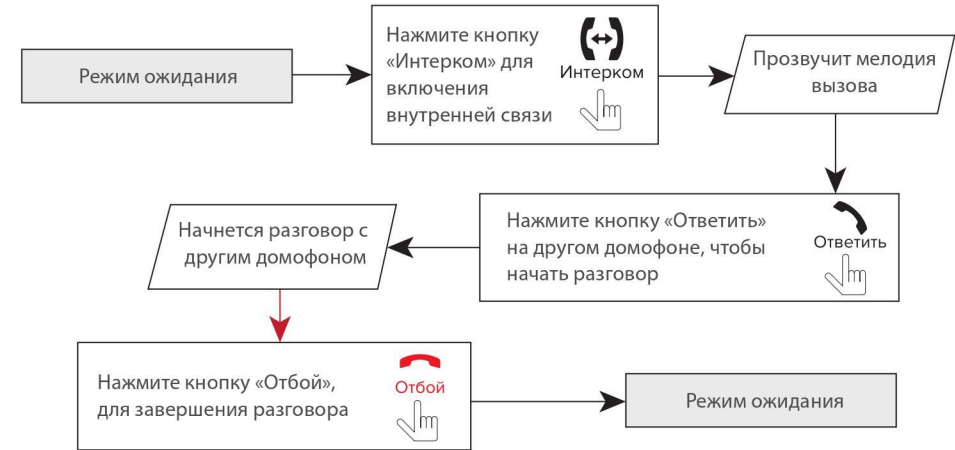 Режим ожидания
Нажмите кнопку
«Интерком» для
включения
внутренней связи
Интерком
Прозвучит мелодия
вызова
Нажмите кнопку «Ответить»
на другом домофоне, чтобы
начать разговор
Ответить
Начнется разговор с
другим домофоном
Нажмите кнопку «Отбой»,
для завершения разговора
Отбой
Режим ожидания